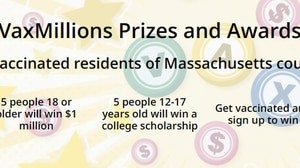 VaxMillions Prizes and Awards
accinated residents of Massachusetts cou
5 people 18 or
older will win $1
million
5 people 12-17
years old will win a
college scholarship
Get vaccinated an
sign up to win